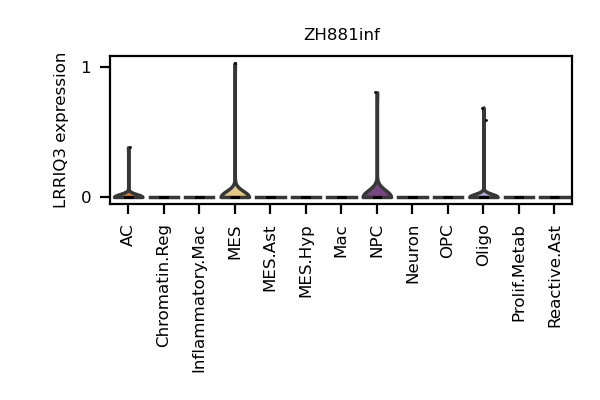 ZH881inf
LRRIQ3 expression
1
0
AC
Chromatin.Reg
Inflammatory.Mac
MES
MES.Ast
MES.Hyp
Mac
NPC
Neuron
OPC
Oligo
Prolif.Metab
Reactive.Ast